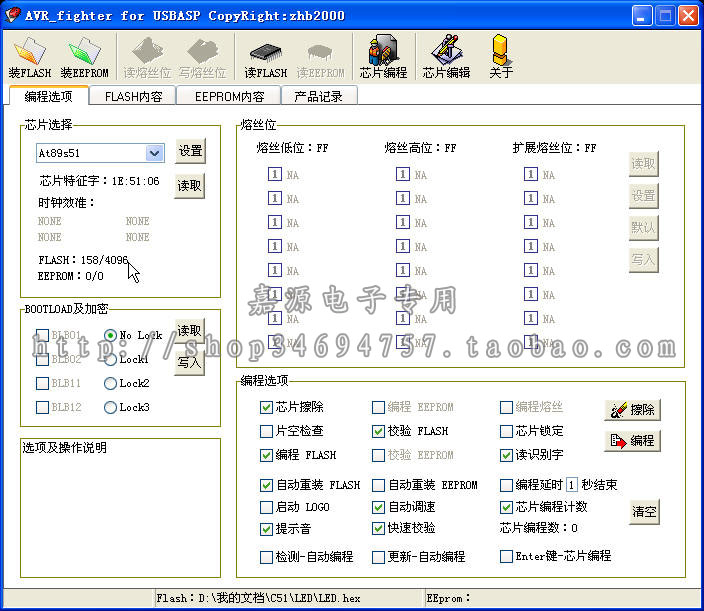 AVR_fighter for USBASP CopyRight:zhb2000
装FLASH 装EEPROM 读熔丝位 写熔丝位 读FLASH 读EEPROM 芯片编程 芯片编辑 关于
编程选项 FLASH内容 EEPROM内容 产品记录
芯片选择
At89s51 设置
芯片特征字：1E:51:06 读取
时钟效准：
NONE NONE
NONE NONE
FLASH：158/4096
EEPROM：0/0
熔丝位
熔丝低位：FF 熔丝高位：FF 扩展熔丝位：FF
1 NA 1 NA 1 NA 读取
1 NA 1 NA 1 NA 设置
1 NA 1 NA 1 NA 默认
1 NA 1 NA 1 NA 写入
1 NA 1 NA 1 NA
1 NA 1 NA 1 NA
1 NA 1 NA 1 NA
1 NA 1 NA 1 NA
嘉源电子专用
http://shop34694757.taobao.com
BOOTLOAD及加密
BLB01 No Lock 读取
BLB02 Lock1 写入
BLB11 Lock2
BLB12 Lock3
选项及操作说明
编程选项
芯片擦除 编程 EEPROM 编程熔丝 擦除
片空检查 校验 FLASH 芯片锁定 编程
编程 FLASH 校验 EEPROM 读识别字
自动重装 FLASH 自动重装 EEPROM 编程延时 1 秒结束
启动 LOGO 自动调速 芯片编程计数 清空
提示音 快速校验 芯片编程数：0
检测-自动编程 更新-自动编程 Enter键-芯片编程
Flash：D:\我的文档\C51\LED\LED.hex EEprom：